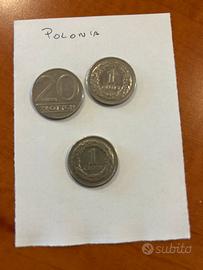 POLONIA
20
ZŁOTYCH
1
1
subito